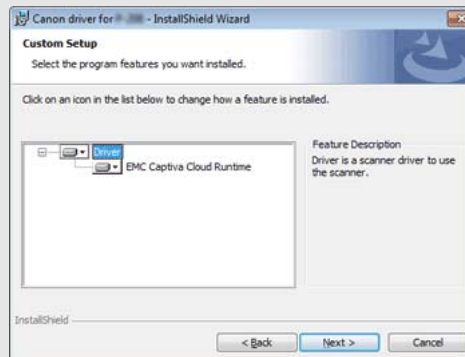 Canon driver for - InstallShield Wizard
Custom Setup
Select the program features you want installed.
Click on an icon in the list below to change how a feature is installed.
Driver
EMC Captiva Cloud Runtime
Feature Description
Driver is a scanner driver to use
the scanner.
InstallShield
< Back
Next >
Cancel